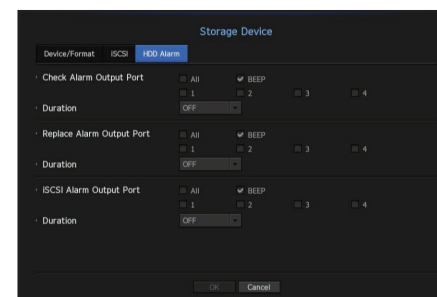 Storage Device
Device/Format iSCSI HDD Alarm
Check Alarm Output Port All BEEP
1 2 3 4
Duration OFF
Replace Alarm Output Port All BEEP
1 2 3 4
Duration OFF
iSCSI Alarm Output Port All BEEP
1 2 3 4
Duration OFF
OK Cancel